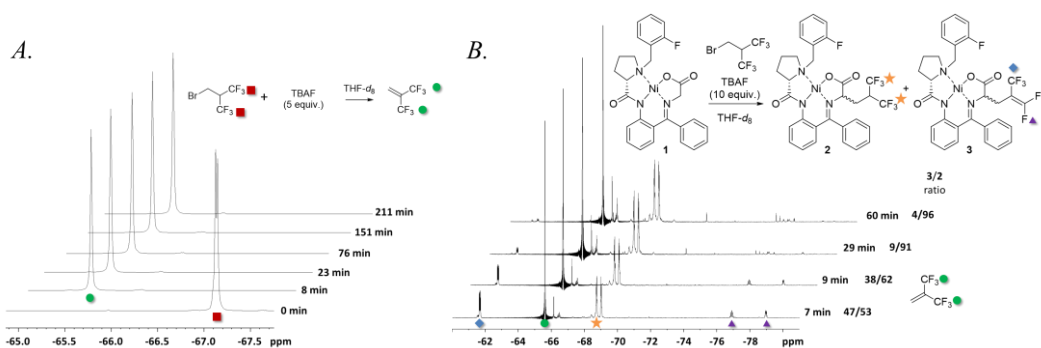 A.
Br
CF₃
CF₃
+
TBAF
(5 equiv.)
THF-d₈
CF₃
CF₃
211 min
151 min
76 min
23 min
8 min
0 min
-65.0 -65.5 -66.0 -66.5 -67.0 -67.5 ppm
B.
F
N
O
O
Ni
O
N
N
1
Br
CF₃
CF₃
TBAF
(10 equiv.)
THF-d₈
F
N
O
O
Ni
CF₃
CF₃
O
N
N
2
+
F
N
O
O
Ni
CF₃
F
F
O
N
N
3
3/2
ratio
60 min 4/96
29 min 9/91
9 min 38/62
7 min 47/53
CF₃
CF₃
-62 -64 -66 -68 -70 -72 -74 -76 -78 ppm